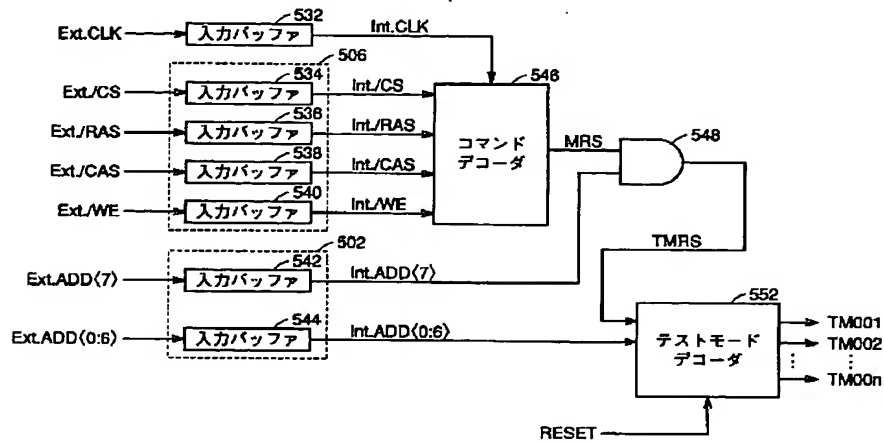 532
Ext.CLK 入力バッファ Int.CLK
506
534
Ext./CS 入力バッファ Int./CS
546
536
Ext./RAS 入力バッファ Int./RAS
コマンド
デコーダ
MRS
548
538
Ext./CAS 入力バッファ Int./CAS
540
Ext./WE 入力バッファ Int./WE
502
TMRS
542
Ext.ADD⟨7⟩ 入力バッファ Int.ADD⟨7⟩
552
544
Ext.ADD⟨0:6⟩ 入力バッファ Int.ADD⟨0:6⟩
テストモード
デコーダ
TM001
TM002
TM00n
RESET